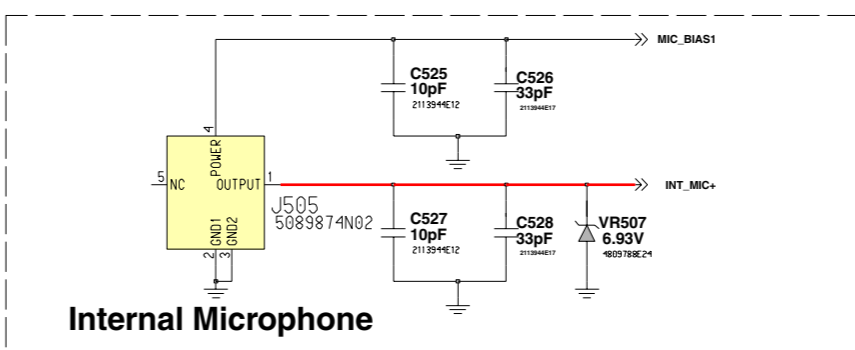 MIC_BIAS1
C525
10pF
2113944E12
C526
33pF
2113944E17
4
POWER
5
NC
OUTPUT
1
INT_MIC+
J505
5089874N02
GND1
GND2
2
3
C527
10pF
2113944E12
C528
33pF
2113944E17
VR507
6.93V
4809788E24
Internal Microphone